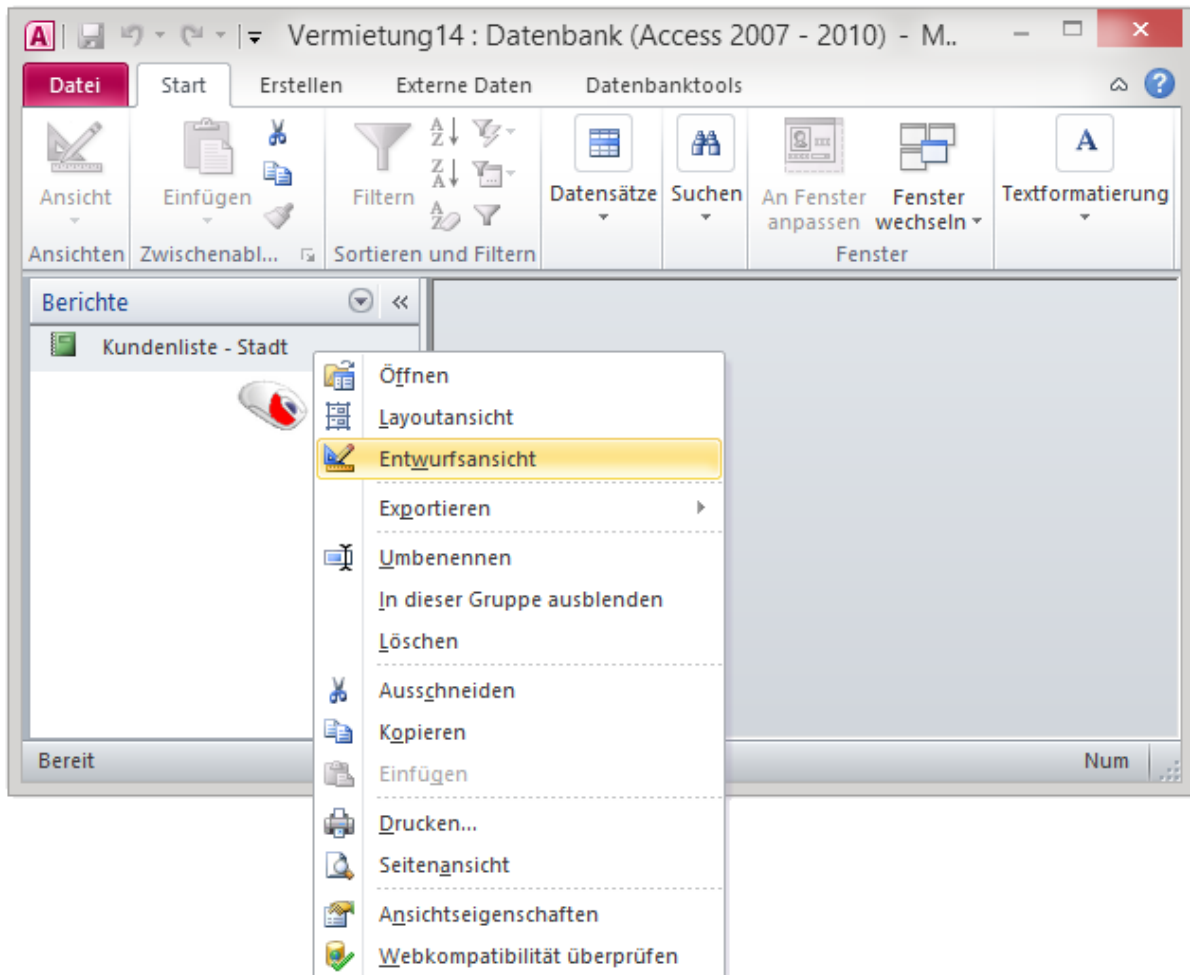 A Vermietung14 : Datenbank (Access 2007 - 2010) - M..
Datei Start Erstellen Externe Daten Datenbanktools
Ansicht Einfügen Filtern Datensätze Suchen An Fenster anpassen Fenster wechseln Textformatierung
Ansichten Zwischenabl... Sortieren und Filtern Fenster
Berichte
Kundenliste - Stadt
Öffnen
Layoutansicht
Entwurfsansicht
Exportieren
Umbenennen
In dieser Gruppe ausblenden
Löschen
Ausschneiden
Kopieren
Bereit Num
Einfügen
Drucken...
Seitenansicht
Ansichtseigenschaften
Webkompatibilität überprüfen